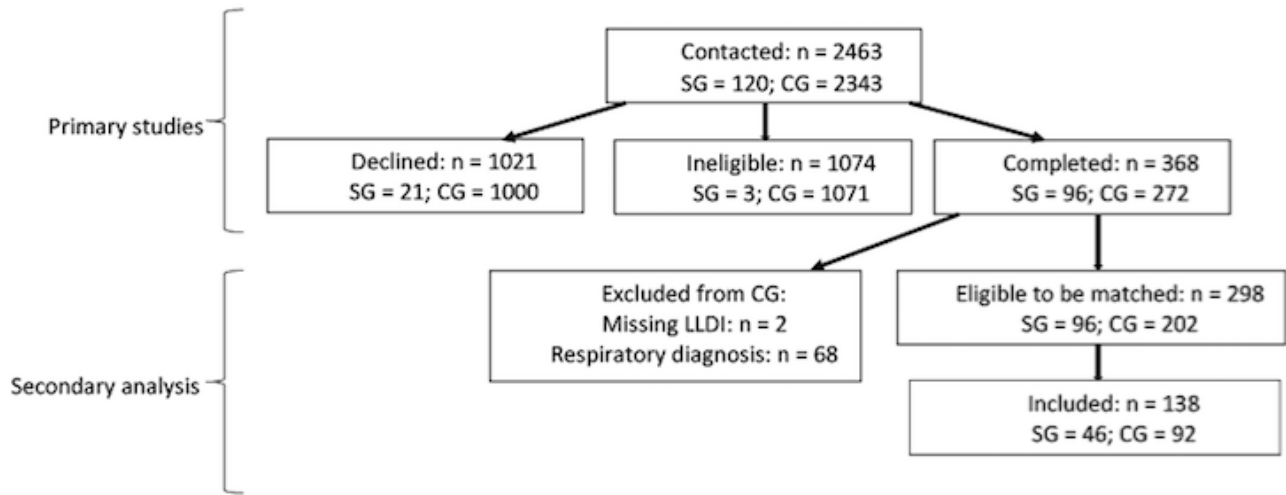 Contacted: n = 2463
SG = 120; CG = 2343
Primary studies
Declined: n = 1021
SG = 21; CG = 1000
Ineligible: n = 1074
SG = 3; CG = 1071
Completed: n = 368
SG = 96; CG = 272
Secondary analysis
Excluded from CG:
Missing LLDI: n = 2
Respiratory diagnosis: n = 68
Eligible to be matched: n = 298
SG = 96; CG = 202
Included: n = 138
SG = 46; CG = 92